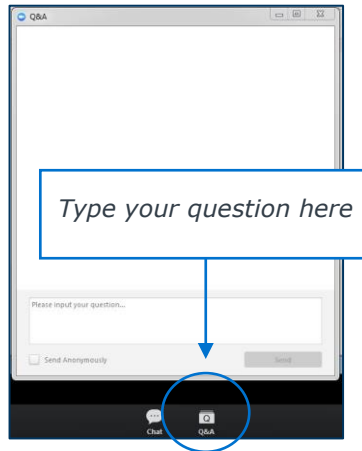 Q&A
Type your question here
Please input your question...
Send Anonymously
Send
Chat
Q&A